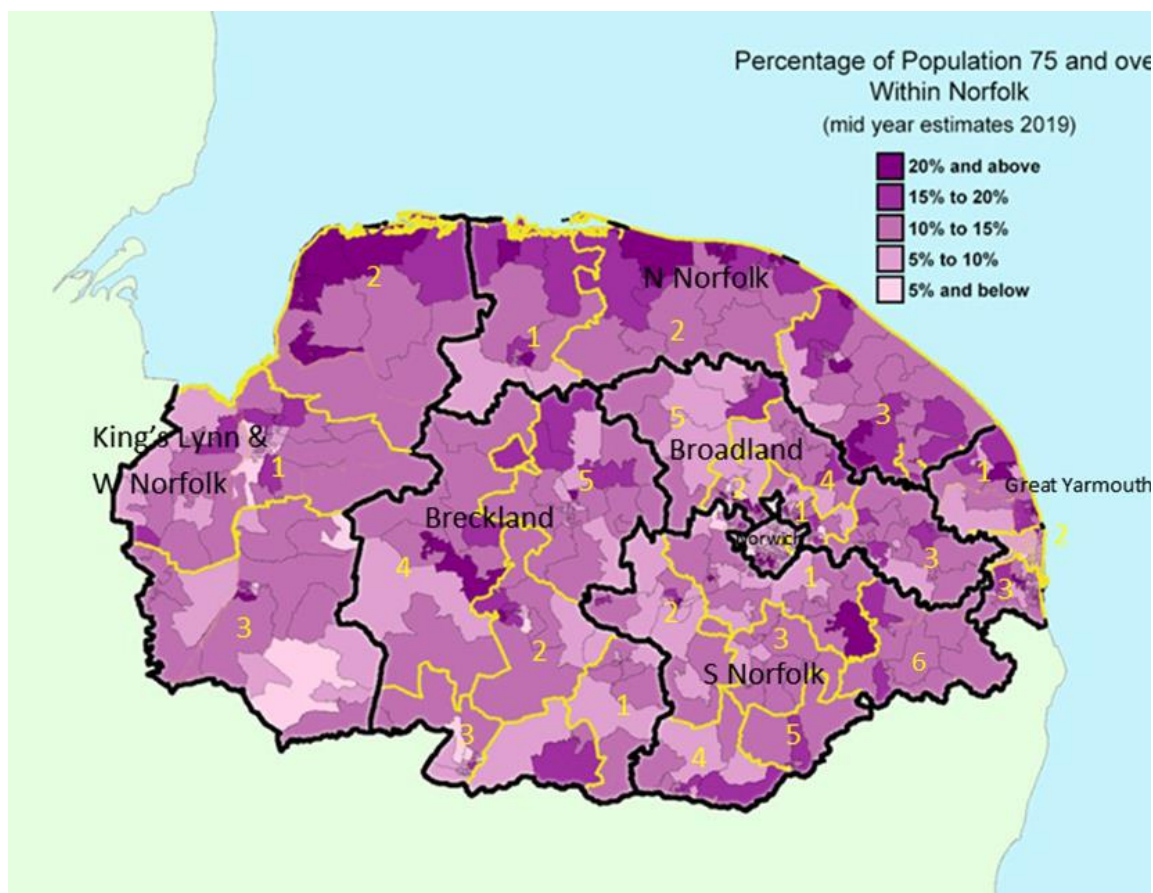 Percentage of Population 75 and ove
Within Norfolk
(mid year estimates 2019)
20% and above
15% to 20%
10% to 15%
5% to 10%
5% and below
2
N Norfolk
1
2
5
3
King's Lynn &
W Norfolk
1
Broadland
4
1
Great Yarmouth
5
2
1
Breckland
Norwich
2
4
3
3
1
2
3
2
3
6
S Norfolk
1
3
5
4